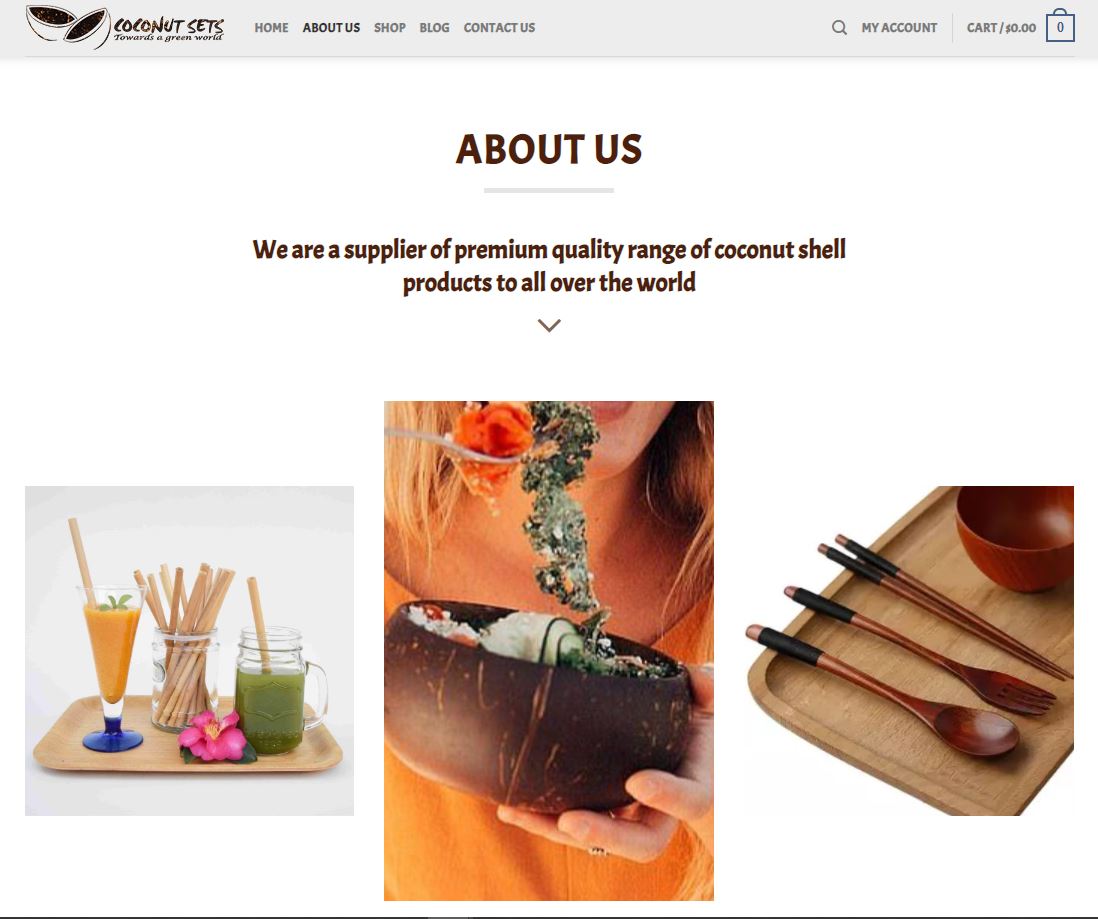 COCONUT SETS
Towards a green world
HOME ABOUT US SHOP BLOG CONTACT US
MY ACCOUNT CART / $0.00 0
ABOUT US
We are a supplier of premium quality range of coconut shell
products to all over the world